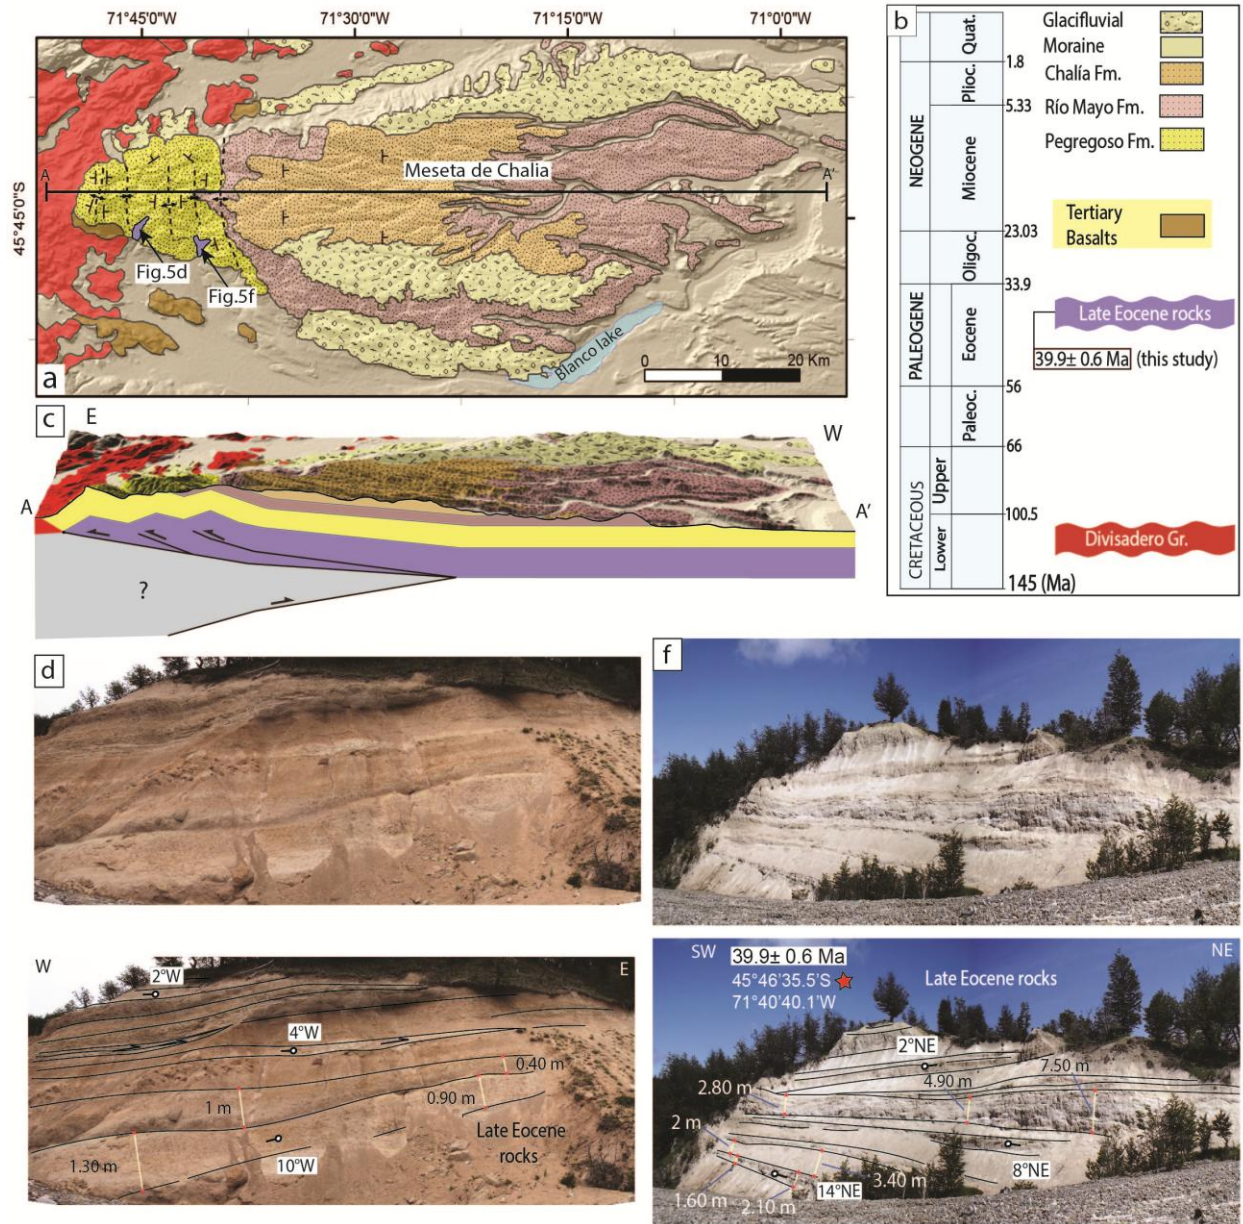 71°45'0"W
71°30'0"W
71°15'0"W
71°0'0"W
45°45'0"S
A
A'
Meseta de Chalia
Fig.5d
Fig.5f
Blanco lake
0 10 20 Km
a
b
Quat.
1.8
Plioc.
5.33
NEOGENE
Miocene
23.03
Oligoc.
33.9
PALEOGENE
Eocene
56
Paleoc.
66
CRETACEOUS
Upper
100.5
Lower
145 (Ma)
Glacifluvial
Moraine
Chalía Fm.
Río Mayo Fm.
Pegregoso Fm.
Tertiary
Basalts
Late Eocene rocks
39.9± 0.6 Ma (this study)
Divisadero Gr.
c
E
W
A
A'
?
d
f
W
E
2°W
4°W
0.40 m
0.90 m
1 m
10°W
1.30 m
Late Eocene
rocks
SW
NE
39.9± 0.6 Ma
45°46'35.5'S
71°40'40.1'W
Late Eocene rocks
2°NE
7.50 m
4.90 m
2.80 m
2 m
8°NE
3.40 m
14°NE
1.60 m
2.10 m